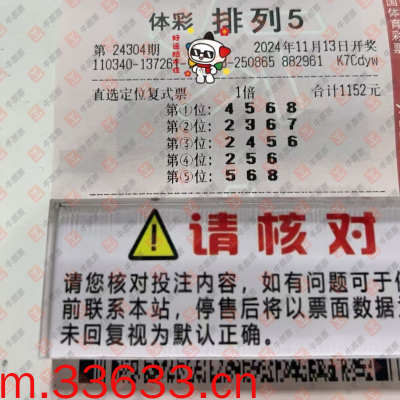 体彩 排列5
第 24304期 2024年11月13日开奖
110340-13726 -250865 882961 K7Cdyw
好运相伴
直选定位复式票 1倍 合计1152元
第①位: 4 5 6 8
第②位: 2 3 6 7
第③位: 2 4 5 6
第④位: 2 5 6
第⑤位: 5 6 8
请核对
请您核对投注内容，如有问题可于
前联系本站，停售后将以票面数据
未回复视为默认正确。
m.33633.cn